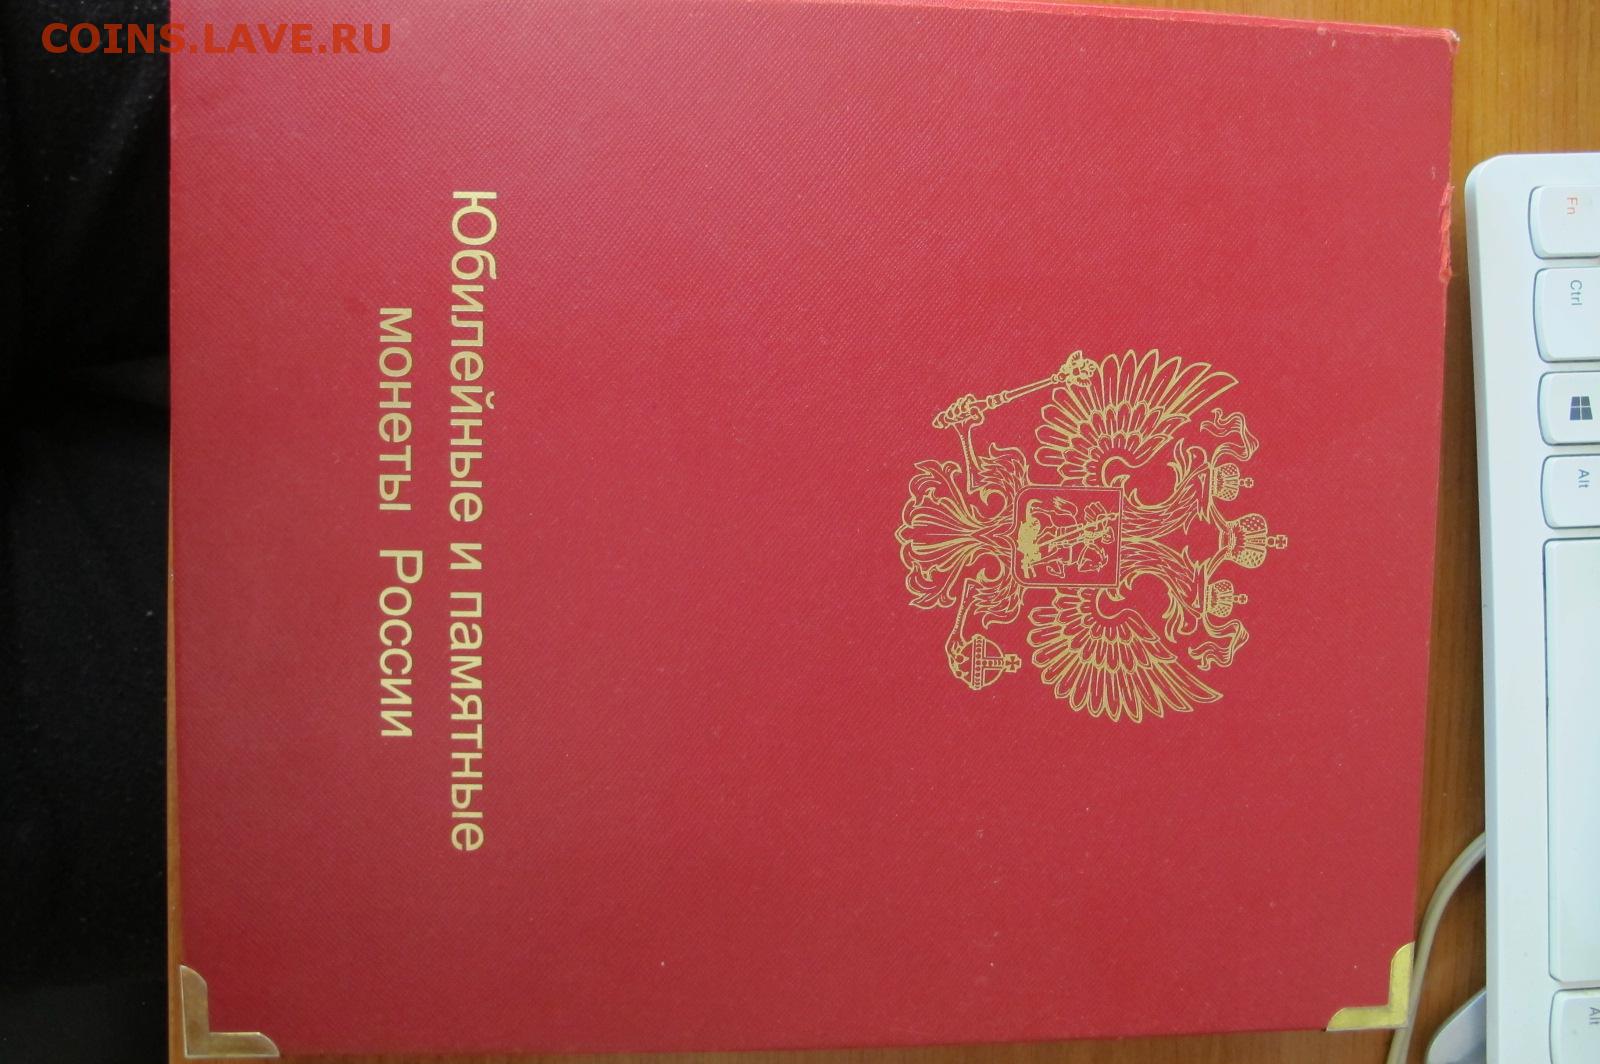 COINS.LAVE.RU
Юбилейные и памятные
монеты России
Fn
Ctrl
Alt
Alt